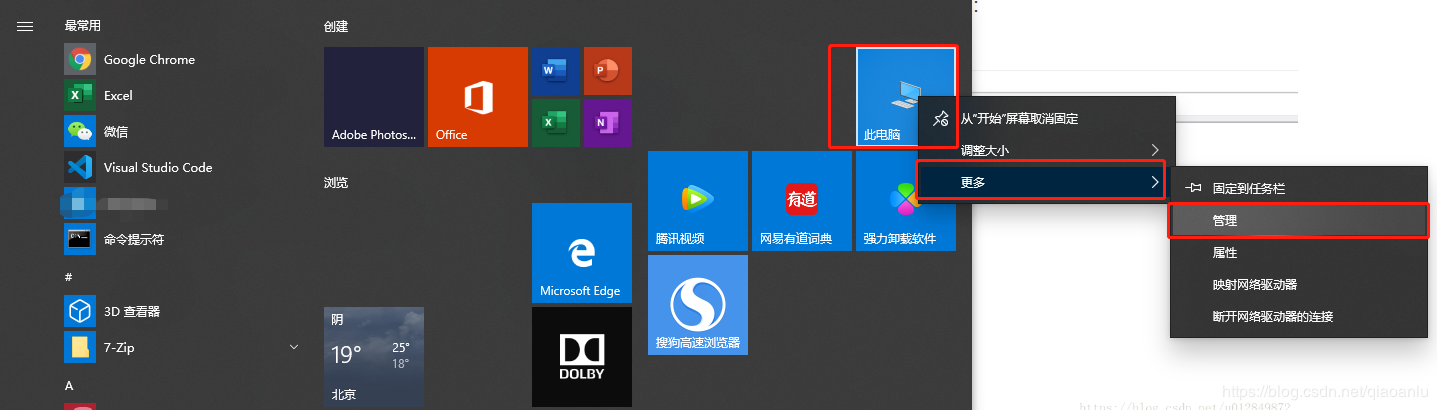 最常用
Google Chrome
Excel
微信
Visual Studio Code
命令提示符
#
3D 查看器
7-Zip
A
创建
Adobe Photos...
Office
此电脑
浏览
腾讯视频
有道
网易有道词典
强力卸载软件
Microsoft Edge
搜狗高速浏览器
阴
19°
25°
18°
北京
DOLBY
从“开始”屏幕取消固定
调整大小
更多
固定到任务栏
管理
属性
映射网络驱动器
断开网络驱动器的连接
https://blog.csdn.net/qiaoanlu
https://blog.csdn.net/u012849872